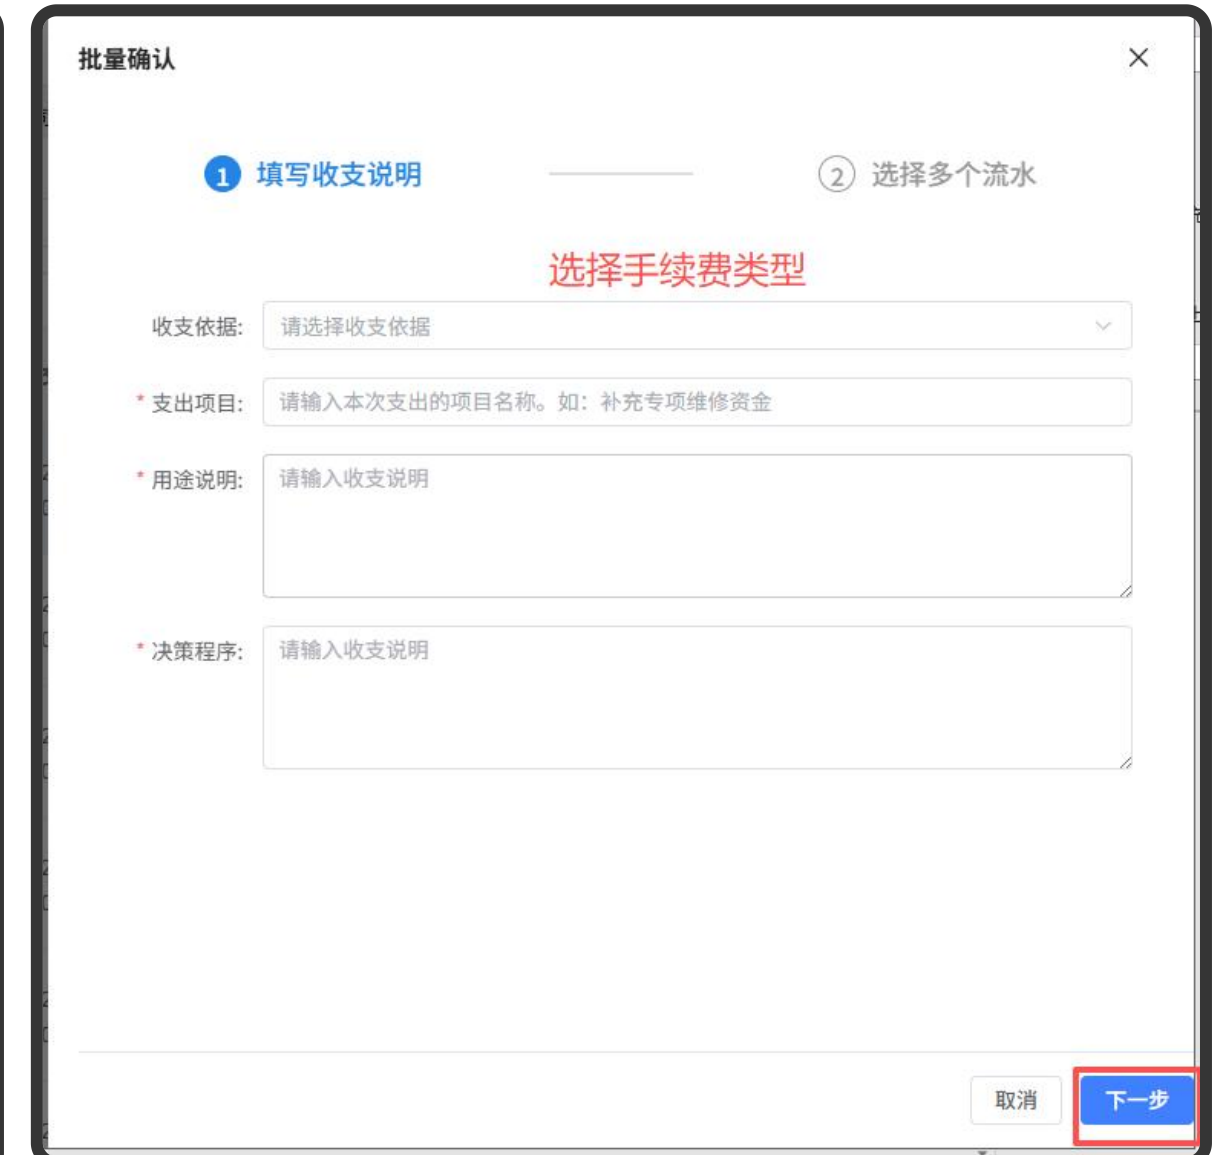 批量确认
1 填写收支说明
2 选择多个流水
选择手续费类型
收支依据: 请选择收支依据
* 支出项目: 请输入本次支出的项目名称。如：补充专项维修资金
* 用途说明: 请输入收支说明
* 决策程序: 请输入收支说明
取消
下一步